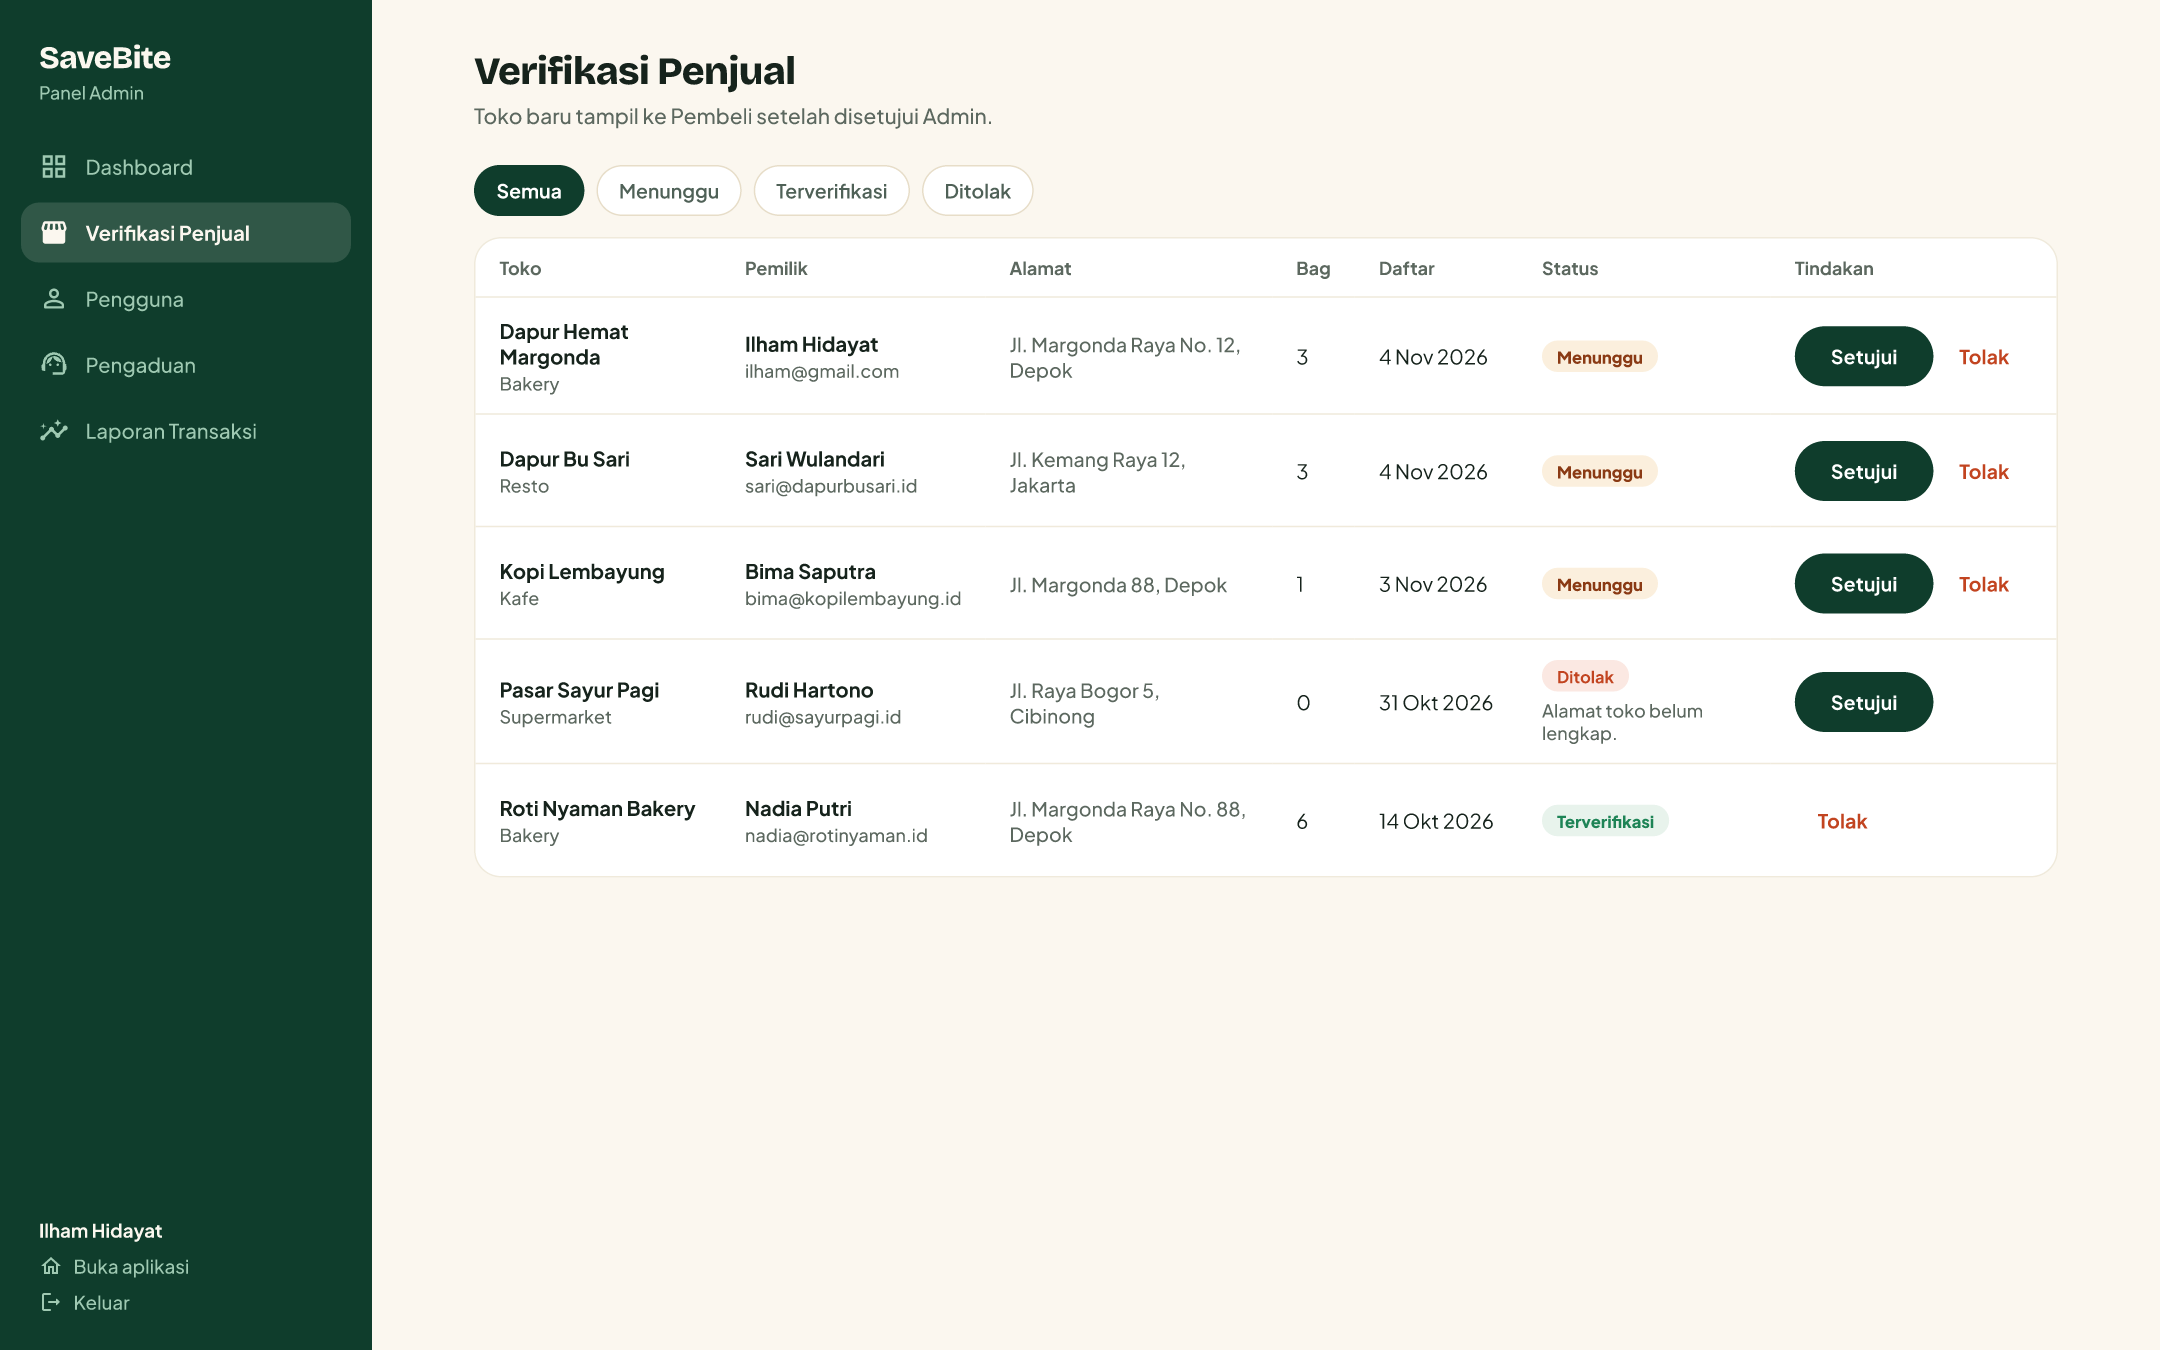 SaveBite
Panel Admin
Dashboard
Verifikasi Penjual
Pengguna
Pengaduan
Laporan Transaksi
Ilham Hidayat
Buka aplikasi
Keluar
Verifikasi Penjual
Toko baru tampil ke Pembeli setelah disetujui Admin.
Semua Menunggu Terverifikasi Ditolak
Toko Pemilik Alamat Bag Daftar Status Tindakan
Dapur Hemat
Margonda
Bakery
Ilham Hidayat
ilham@gmail.com
Jl. Margonda Raya No. 12,
Depok
3
4 Nov 2026
Menunggu
Setujui
Tolak
Dapur Bu Sari
Resto
Sari Wulandari
sari@dapurbusari.id
Jl. Kemang Raya 12,
Jakarta
3
4 Nov 2026
Menunggu
Setujui
Tolak
Kopi Lembayung
Kafe
Bima Saputra
bima@kopilembayung.id
Jl. Margonda 88, Depok
1
3 Nov 2026
Menunggu
Setujui
Tolak
Pasar Sayur Pagi
Supermarket
Rudi Hartono
rudi@sayurpagi.id
Jl. Raya Bogor 5,
Cibinong
0
31 Okt 2026
Ditolak
Alamat toko belum
lengkap.
Setujui
Roti Nyaman Bakery
Bakery
Nadia Putri
nadia@rotinyaman.id
Jl. Margonda Raya No. 88,
Depok
6
14 Okt 2026
Terverifikasi
Tolak